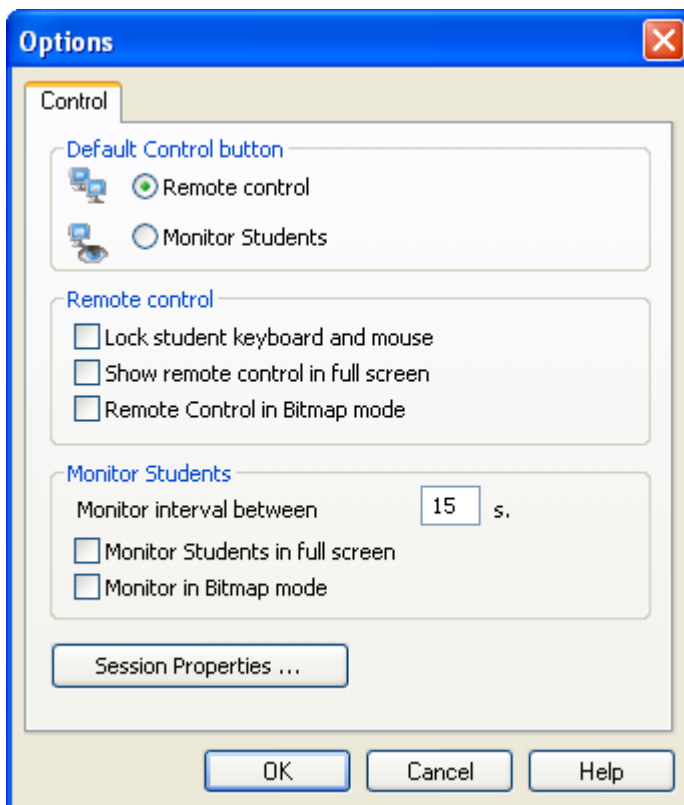 Options
Control
Default Control button
Remote control
Monitor Students
Remote control
Lock student keyboard and mouse
Show remote control in full screen
Remote Control in Bitmap mode
Monitor Students
Monitor interval between 15 s.
Monitor Students in full screen
Monitor in Bitmap mode
Session Properties ...
OK Cancel Help